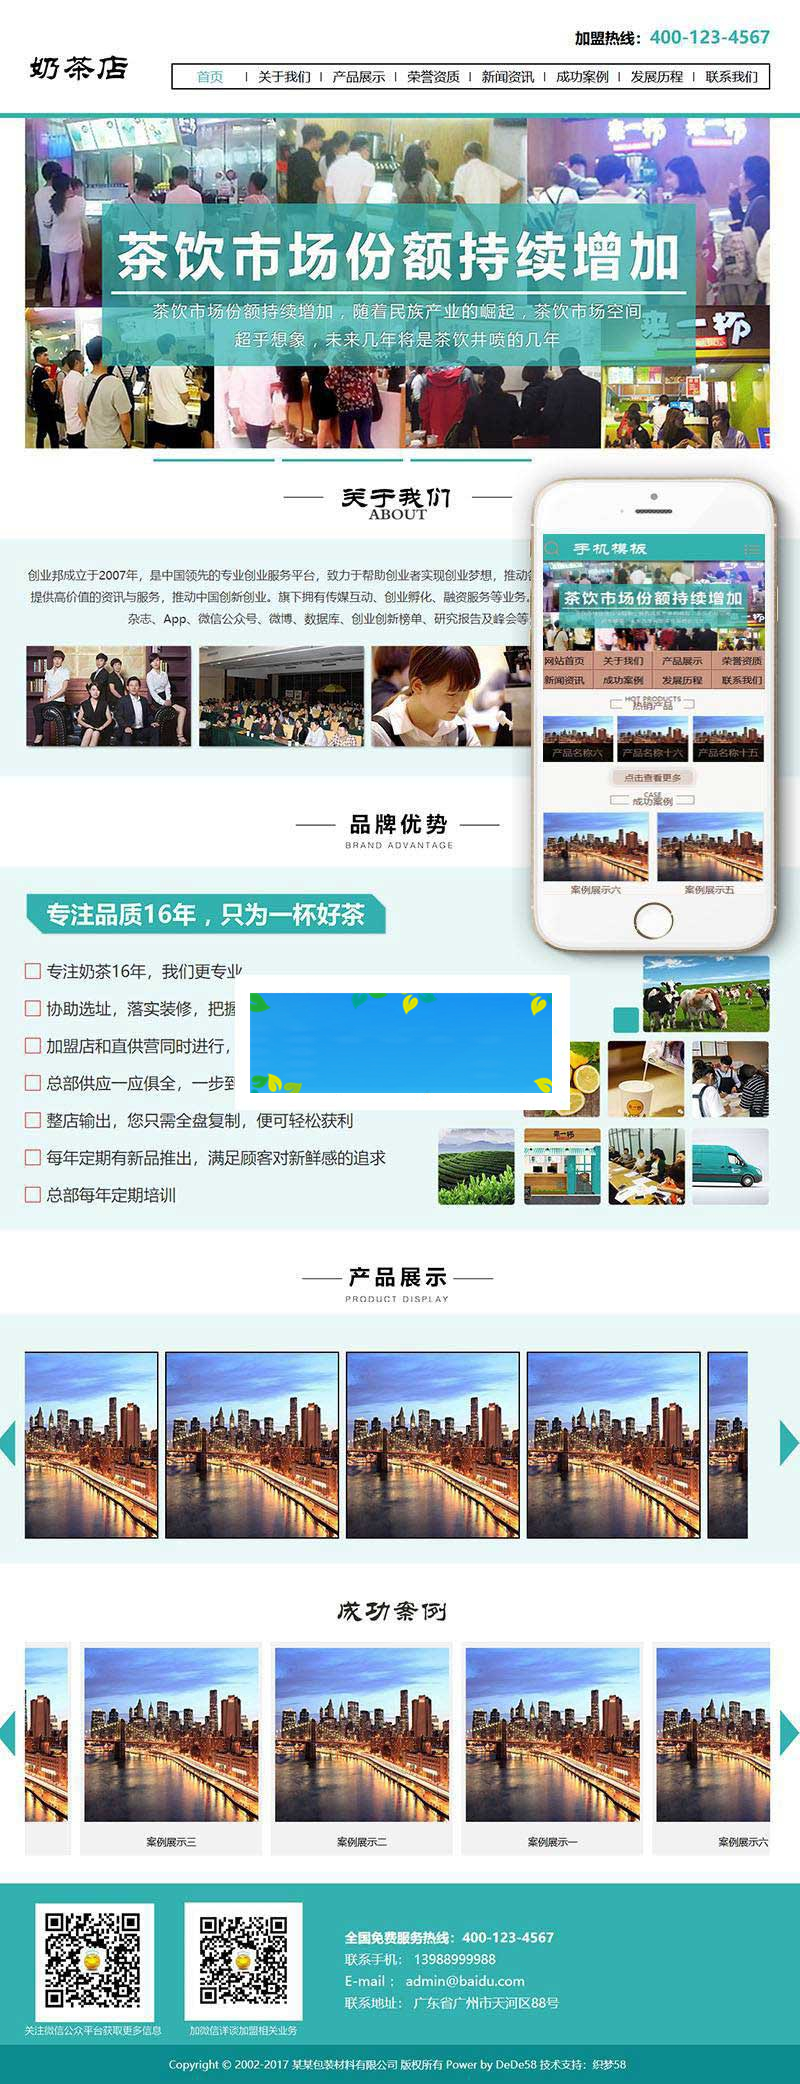 加盟热线：400-123-4567
奶茶店
首页 | 关于我们 | 产品展示 | 荣誉资质 | 新闻资讯 | 成功案例 | 发展历程 | 联系我们
来一杯
茶饮市场份额持续增加
茶饮市场份额持续增加，随着民族产业的崛起，茶饮市场空间
超乎想象，未来几年将是茶饮井喷的几年
来一杯
关于我们
ABOUT
创业邦成立于2007年，是中国领先的专业创业服务平台，致力于帮助创业者实现创业梦想，推动
提供高价值的资讯与服务，推动中国创新创业。旗下拥有传媒互动、创业孵化、融资服务等业务。
杂志、App、微信公众号、微博、数据库、创业创新榜单、研究报告及峰会等
手机模板
茶饮市场份额持续增加
网站首页 关于我们 产品展示 荣誉资质
新闻资讯 成功案例 发展历程 联系我们
HOT PRODUCTS
热销产品
产品名称六 产品名称十六 产品名称十五
点击查看更多
CASE
成功案例
案例展示六 案例展示五
品牌优势
BRAND ADVANTAGE
专注品质16年，只为一杯好茶
专注奶茶16年，我们更专业
协助选址，落实装修，把握
加盟店和直供营同时进行，
总部供应一应俱全，一步到
整店输出，您只需全盘复制，便可轻松获利
每年定期有新品推出，满足顾客对新鲜感的追求
总部每年定期培训
来一杯
产品展示
PRODUCT DISPLAY
成功案例
案例展示三 案例展示二 案例展示一 案例展示六
全国免费服务热线：400-123-4567
联系手机： 13988999988
E-mail： admin@baidu.com
联系地址： 广东省广州市天河区88号
关注微信公众平台获取更多信息
加微信详谈加盟相关业务
Copyright © 2002-2017 某某包装材料有限公司 版权所有 Power by DeDe58 技术支持：织梦58